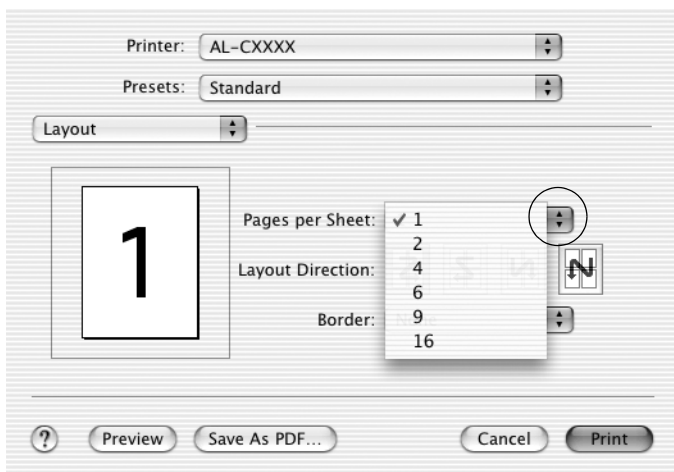 Printer: AL-CXXXX
Presets: Standard
Layout
1
Pages per Sheet: ✓ 1
2
Layout Direction: 4
6
Border: 9
16
? Preview Save As PDF... Cancel Print